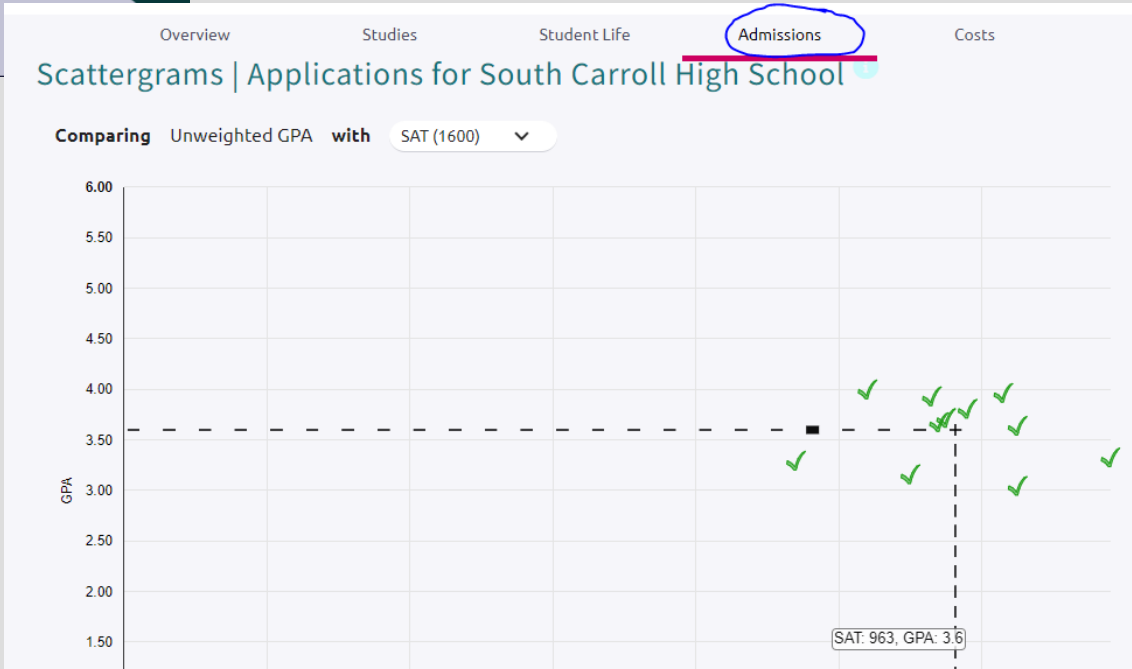 Overview Studies Student Life Admissions Costs
Scattergrams | Applications for South Carroll High School
Comparing Unweighted GPA with SAT (1600)
6.00
5.50
5.00
4.50
4.00
3.50
GPA
3.00
2.50
2.00
1.50
SAT: 963, GPA: 3.6